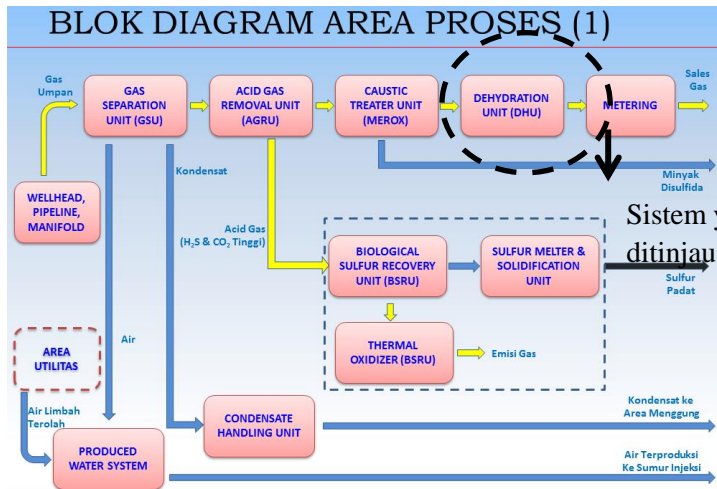 BLOK DIAGRAM AREA PROSES (1)
Gas
Umpan
GAS
SEPARATION
UNIT (GSU)
ACID GAS
REMOVAL UNIT
(AGRU)
CAUSTIC
TREATER UNIT
(MEROX)
DEHYDRATION
UNIT (DHU)
METERING
Sales
Gas
Kondensat
Minyak
Disulfida
WELLHEAD,
PIPELINE,
MANIFOLD
Acid Gas
(H₂S & CO₂ Tinggi)
Sistem y
ditinjau
BIOLOGICAL
SULFUR RECOVERY
UNIT (BSRU)
SULFUR MELTER &
SOLIDIFICATION
UNIT
Sulfur
Padat
Air
AREA
UTILITAS
THERMAL
OXIDIZER (BSRU)
Emisi Gas
Air Limbah
Terolah
CONDENSATE
HANDLING UNIT
Kondensat ke
Area Menggung
PRODUCED
WATER SYSTEM
Air Terproduksi
Ke Sumur Injeksi